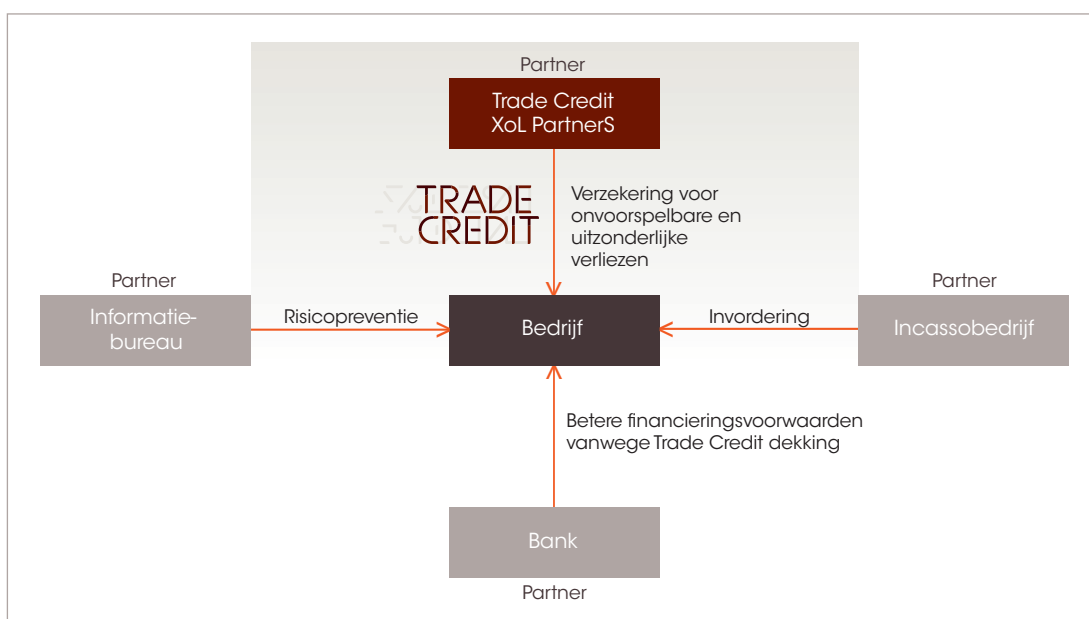 Partner
Trade Credit
XoL PartnerS
TRADE
CREDIT
Verzekering voor
onvoorspelbare en
uitzonderlijke
verliezen
Partner
Informatie-
bureau
Risicopreventie
Bedrijf
Invordering
Partner
Incassobedrijf
Betere financieringsvoorwaarden
vanwege Trade Credit dekking
Bank
Partner